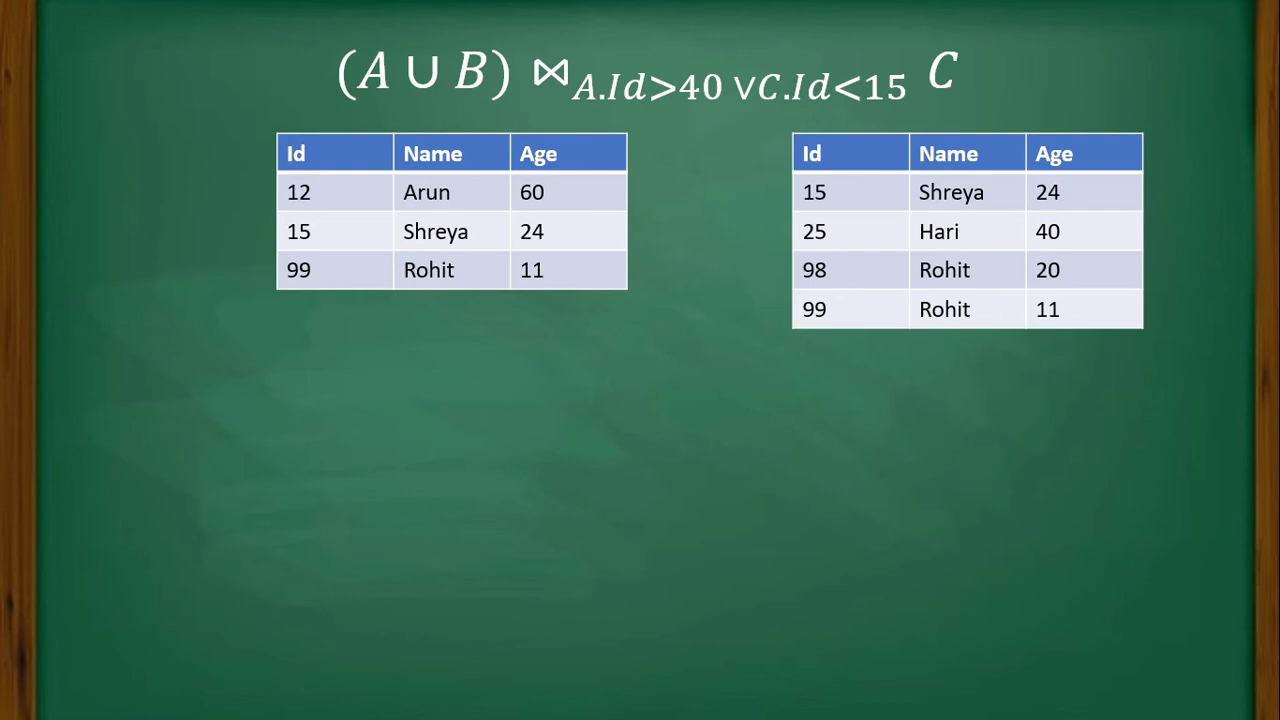 (A ∪ B) ⋈ A.Id>40 ∨C.Id<15 C
Id Name Age
12 Arun 60
15 Shreya 24
99 Rohit 11
Id Name Age
15 Shreya 24
25 Hari 40
98 Rohit 20
99 Rohit 11